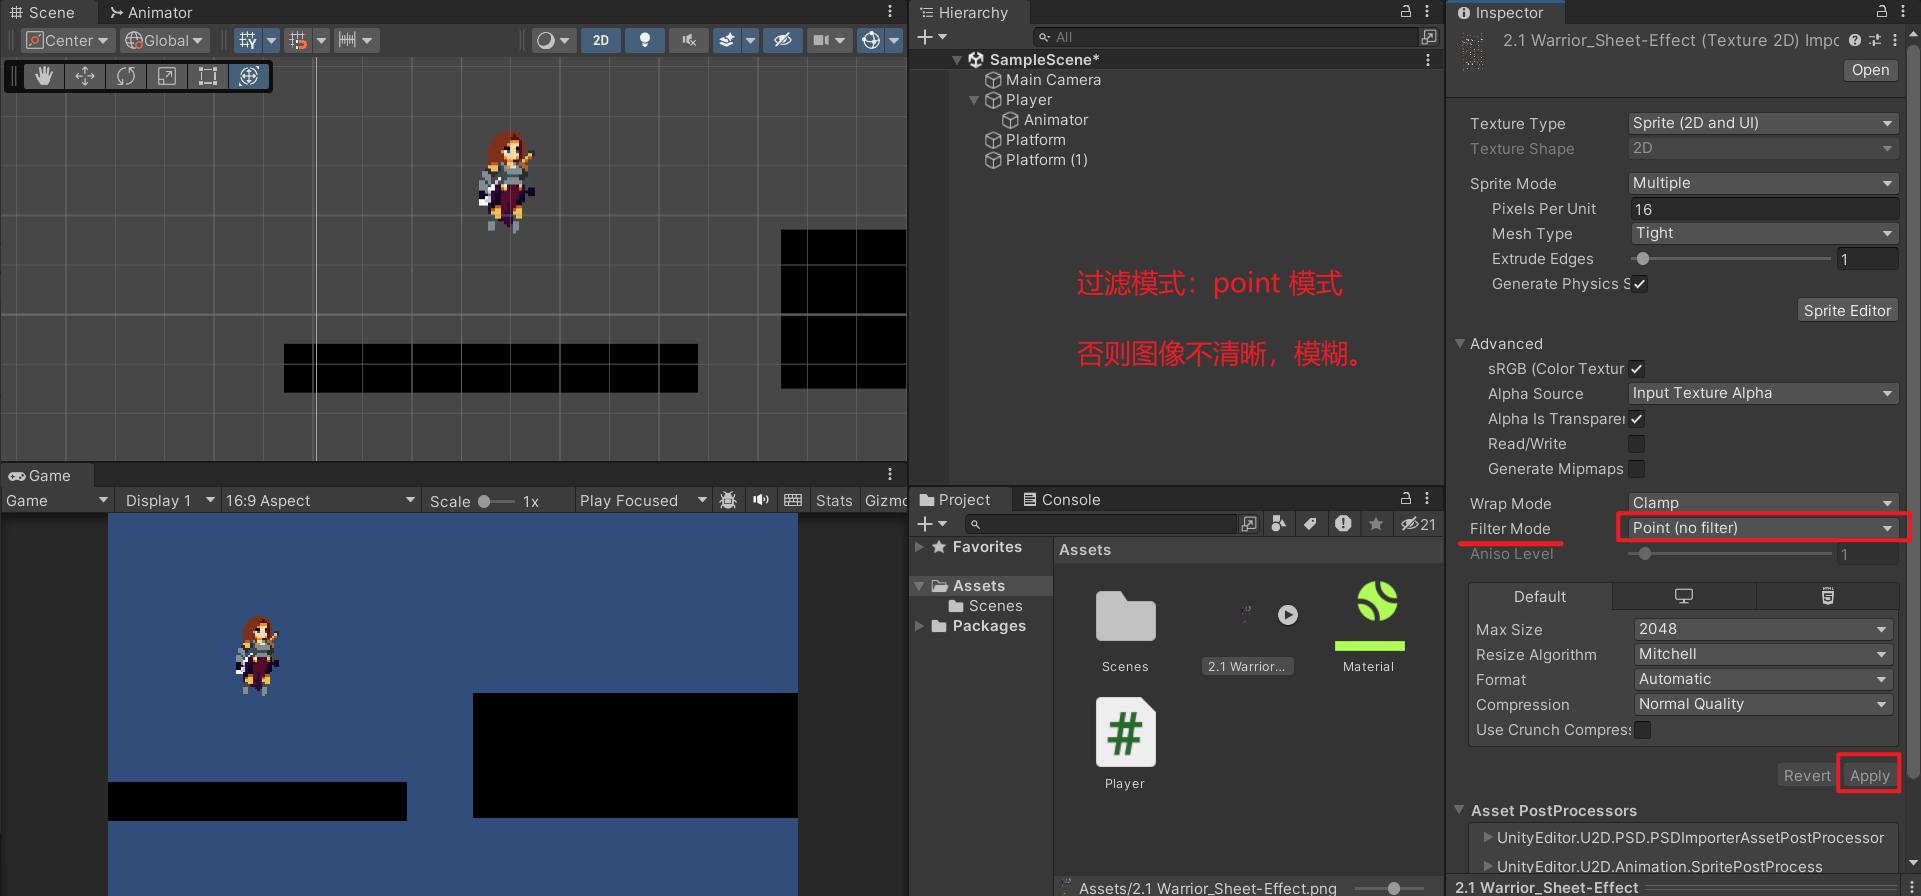 Scene
Animator
Center
Global
2D
Game
Game
Display 1
16:9 Aspect
Scale
1x
Play Focused
Stats
Gizmo
Hierarchy
All
SampleScene*
Main Camera
Player
Animator
Platform
Platform (1)
过滤模式：point 模式
否则图像不清晰，模糊。
Project
Console
21
Favorites
Assets
Scenes
Packages
Assets
Scenes
2.1 Warrior...
Material
Player
Assets/2.1 Warrior_Sheet-Effect.png
Inspector
2.1 Warrior_Sheet-Effect (Texture 2D) Impo
Open
Texture Type
Sprite (2D and UI)
Texture Shape
2D
Sprite Mode
Multiple
Pixels Per Unit
16
Mesh Type
Tight
Extrude Edges
1
Generate Physics S
Sprite Editor
Advanced
sRGB (Color Textur
Alpha Source
Input Texture Alpha
Alpha Is Transparen
Read/Write
Generate Mipmaps
Wrap Mode
Clamp
Filter Mode
Point (no filter)
Aniso Level
1
Default
Max Size
2048
Resize Algorithm
Mitchell
Format
Automatic
Compression
Normal Quality
Use Crunch Compress
Revert
Apply
Asset PostProcessors
UnityEditor.U2D.PSD.PSDImporterAssetPostProcessor
UnityEditor.U2D.Animation.SpritePostProcess
2.1 Warrior_Sheet-Effect